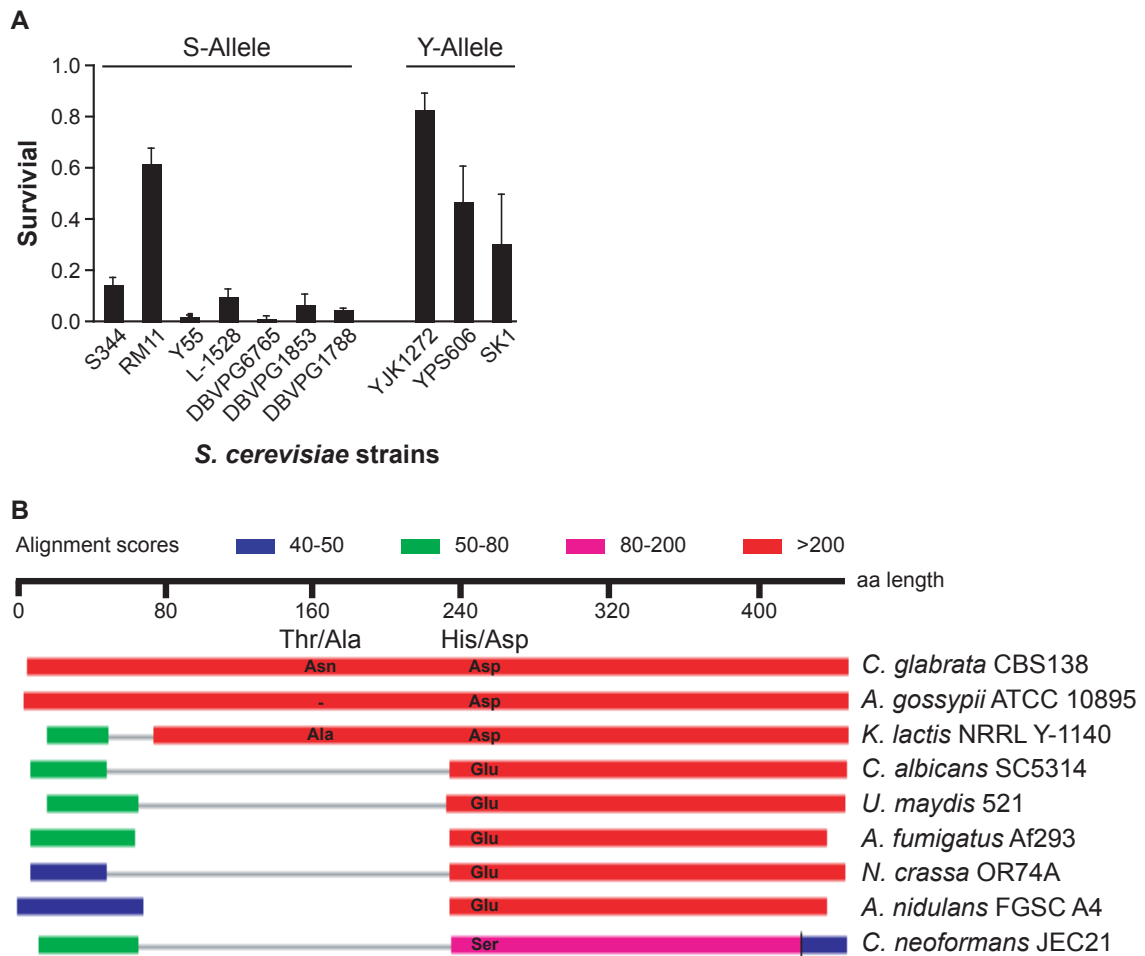 A
S-Allele
Y-Allele
1.0
0.8
0.6
0.4
0.2
0.0
Survivial
S344
RM11
Y55
L-1528
DBVPG6765
DBVPG1853
DBVPG1788
YJK1272
YPS606
SK1
S. cerevisiae strains
B
Alignment scores 40-50 50-80 80-200 >200
aa length
0 80 160 240 320 400
Thr/Ala His/Asp
Asn Asp C. glabrata CBS138
- Asp A. gossypii ATCC 10895
Ala Asp K. lactis NRRL Y-1140
Glu C. albicans SC5314
Glu U. maydis 521
Glu A. fumigatus Af293
Glu N. crassa OR74A
Glu A. nidulans FGSC A4
Ser C. neoformans JEC21